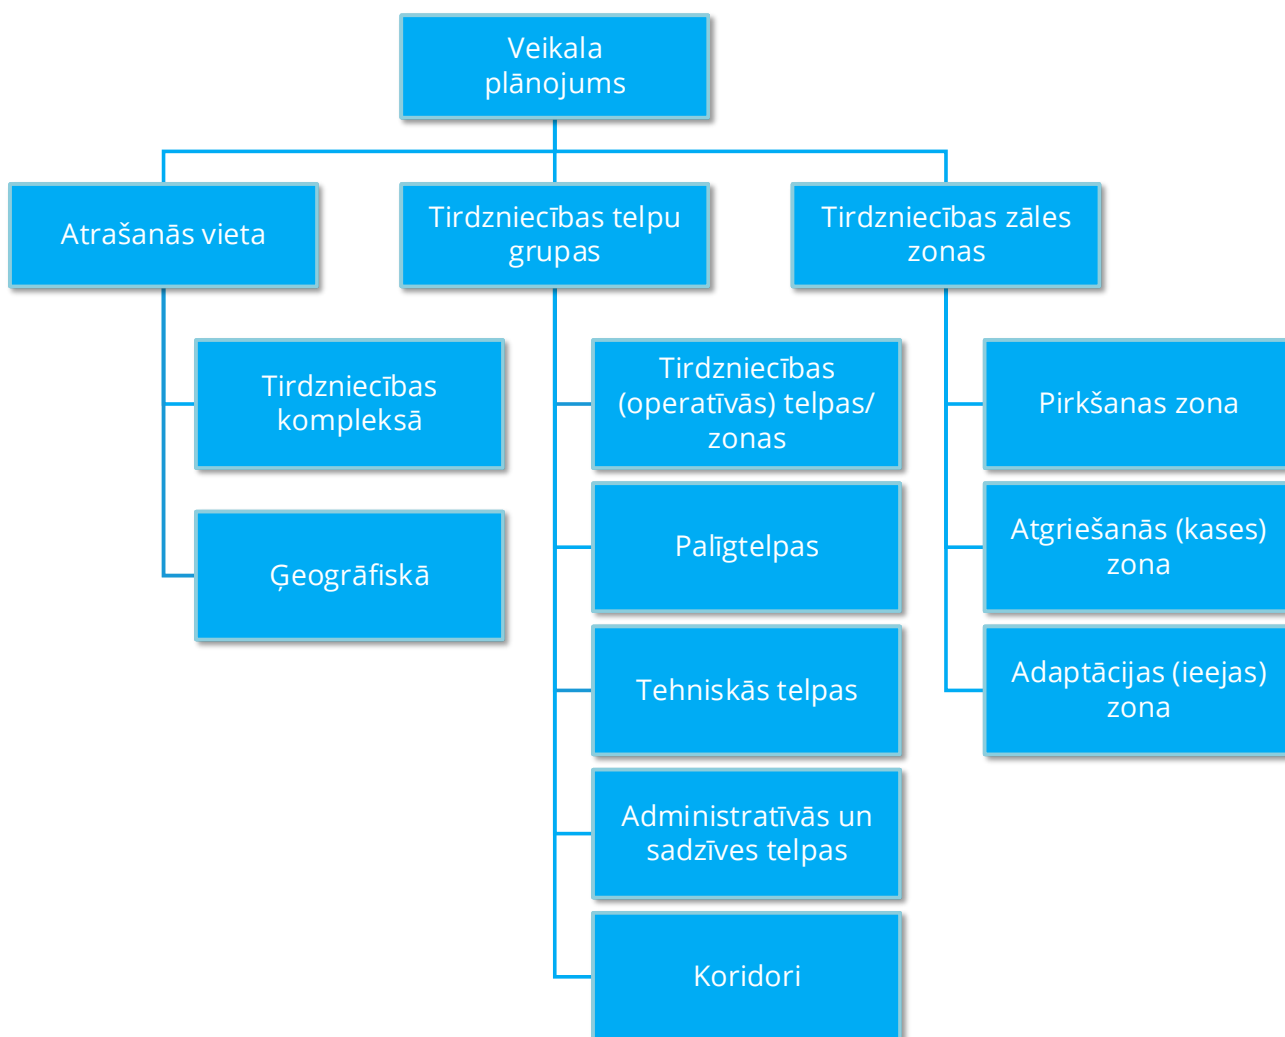 Veikala
plānojums
Atrašanās vieta
Tirdzniecības
kompleksā
Ģeogrāfiskā
Tirdzniecības telpu
grupas
Tirdzniecības
(operatīvās) telpas/
zonas
Palīgtelpas
Tehniskās telpas
Administratīvās un
sadzīves telpas
Koridori
Tirdzniecības zāles
zonas
Pirkšanas zona
Atgriešanās (kases)
zona
Adaptācijas (ieejas)
zona